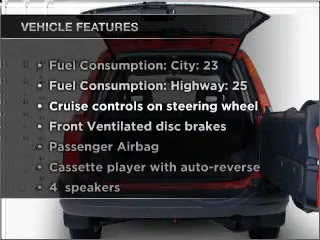 VEHICLE FEATURES
• Fuel Consumption: City: 23
• Fuel Consumption: Highway: 25
• Cruise controls on steering wheel
• Front Ventilated disc brakes
• Passenger Airbag
• Cassette player with auto-reverse
• 4 speakers